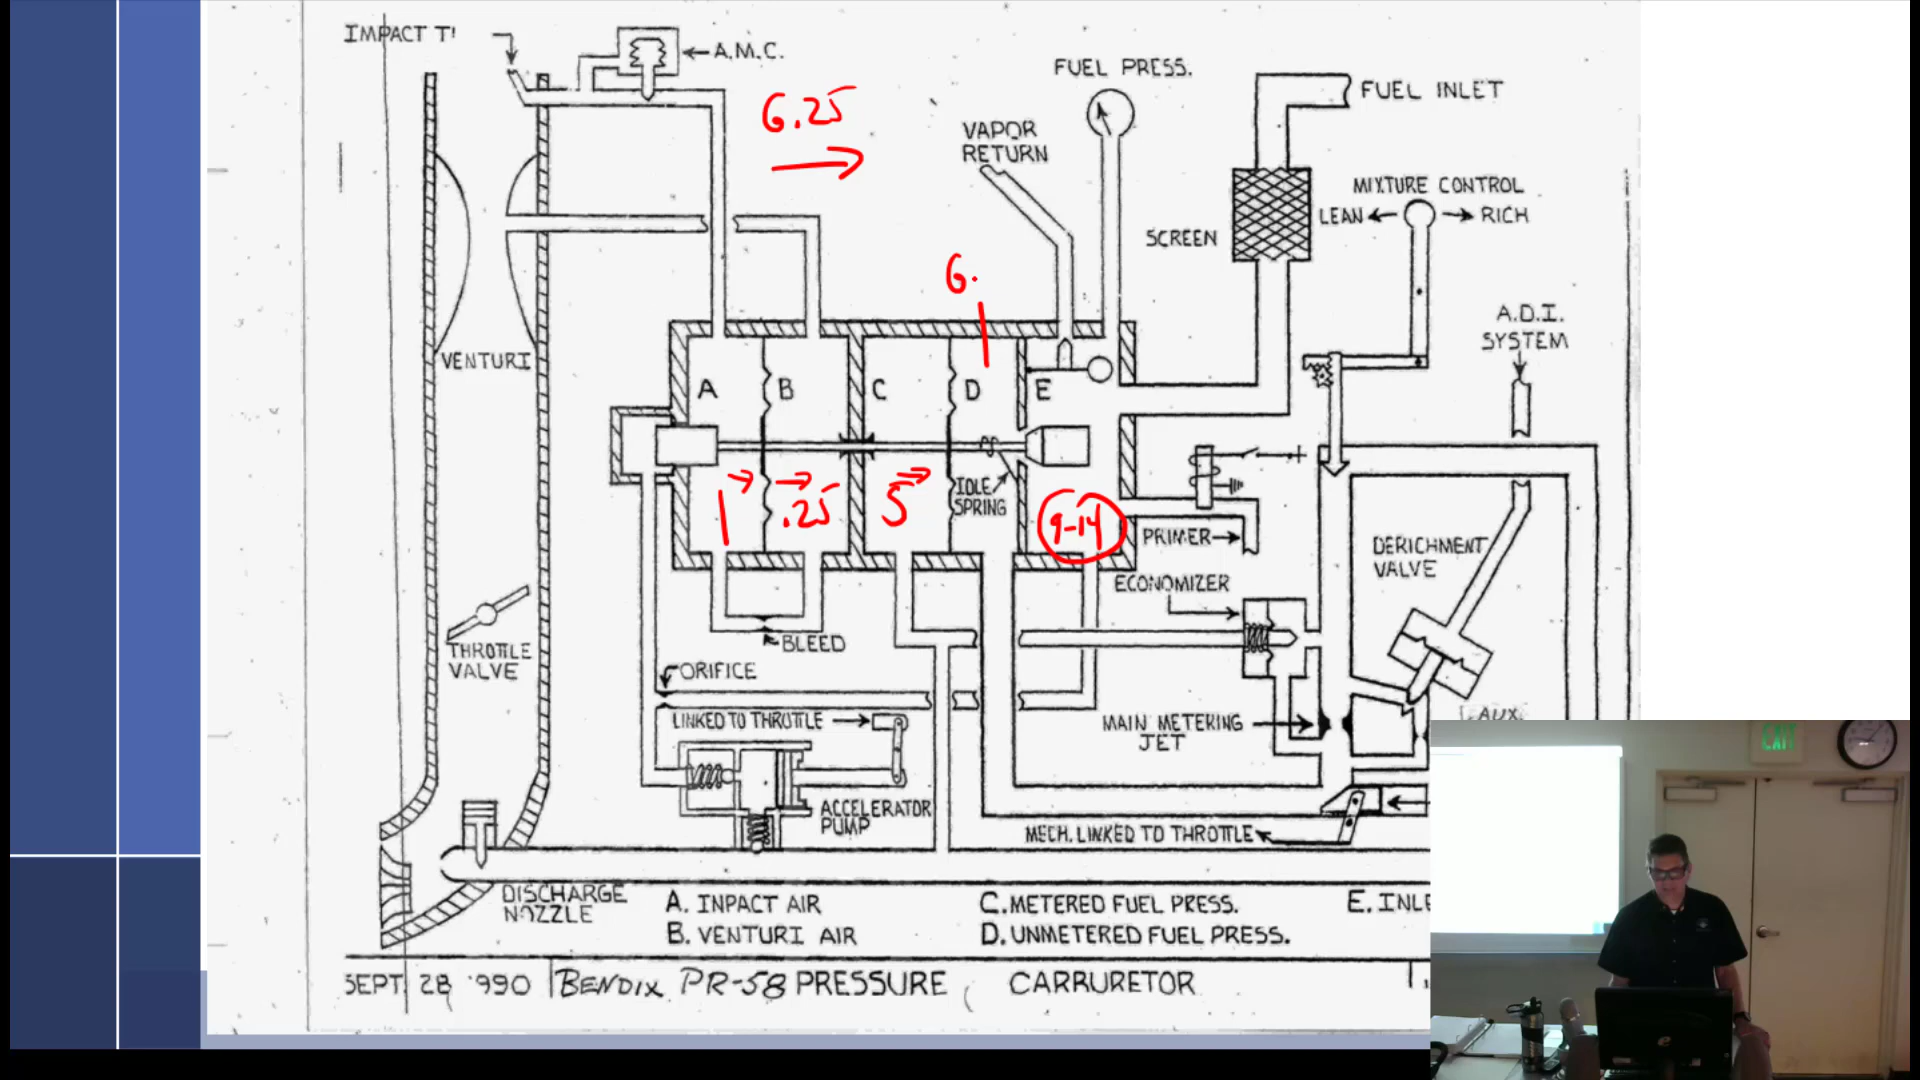 IMPACT T'
A.M.C.
6.25
FUEL PRESS.
FUEL INLET
VAPOR
RETURN
MIXTURE CONTROL
LEAN
RICH
SCREEN
6.
A.D.I.
SYSTEM
VENTURI
A
B
C
D
E
1
.25
5
IDLE
SPRING
9-14
PRIMER
DERICHMENT
VALVE
ECONOMIZER
BLEED
THROTTLE
VALVE
ORIFICE
LINKED TO THROTTLE
MAIN METERING
JET
AUX
EXIT
ACCELERATOR
PUMP
MECH. LINKED TO THROTTLE
DISCHARGE
NOZZLE
A. INPACT AIR
B. VENTURI AIR
C. METERED FUEL PRESS.
D. UNMETERED FUEL PRESS.
E. INLE
SEPT. 28 '990
BENDIX PR-58 PRESSURE CARRURETOR